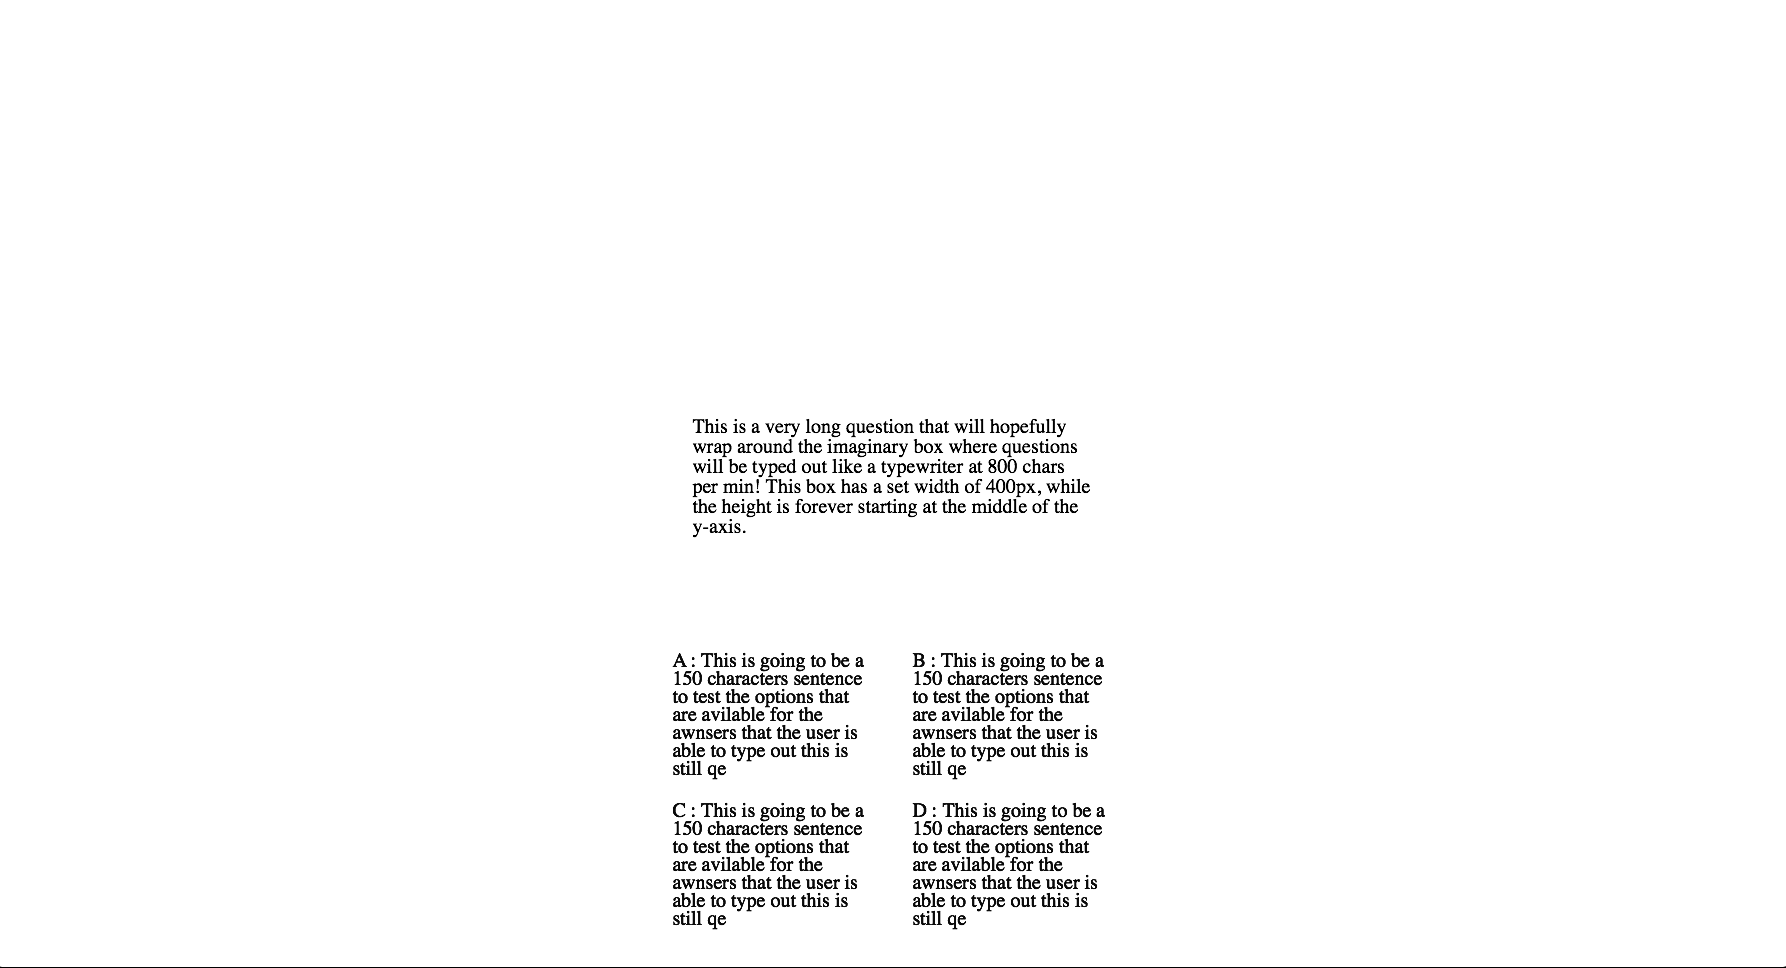 This is a very long question that will hopefully
wrap around the imaginary box where questions
will be typed out like a typewriter at 800 chars
per min! This box has a set width of 400px, while
the height is forever starting at the middle of the
y-axis.
A : This is going to be a
150 characters sentence
to test the options that
are avilable for the
awnsers that the user is
able to type out this is
still qe
B : This is going to be a
150 characters sentence
to test the options that
are avilable for the
awnsers that the user is
able to type out this is
still qe
C : This is going to be a
150 characters sentence
to test the options that
are avilable for the
awnsers that the user is
able to type out this is
still qe
D : This is going to be a
150 characters sentence
to test the options that
are avilable for the
awnsers that the user is
able to type out this is
still qe